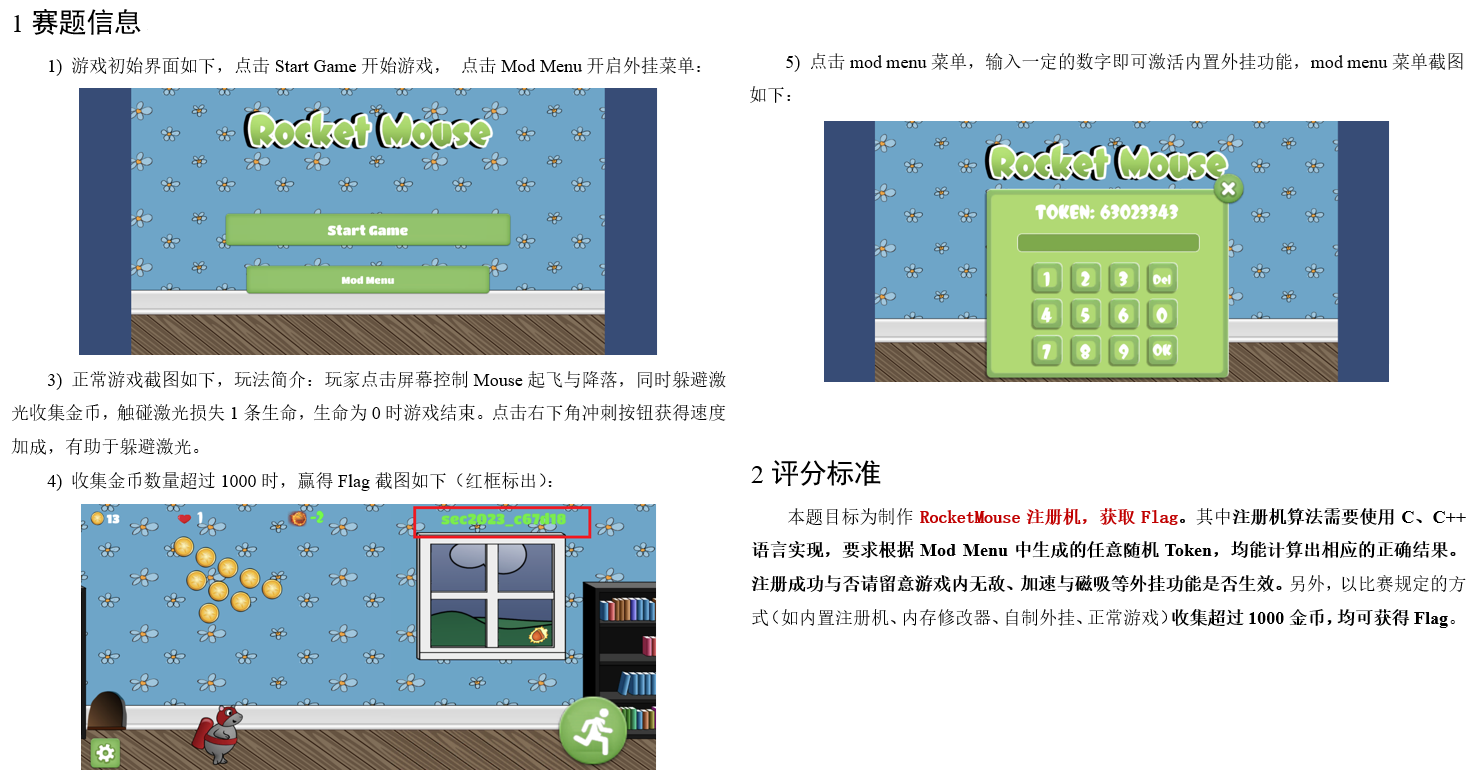 1 赛题信息
1) 游戏初始界面如下，点击 Start Game 开始游戏， 点击 Mod Menu 开启外挂菜单：
Rocket Mouse
Start Game
Mod Menu
3) 正常游戏截图如下，玩法简介：玩家点击屏幕控制 Mouse 起飞与降落，同时躲避激
光收集金币，触碰激光损失 1 条生命，生命为 0 时游戏结束。点击右下角冲刺按钮获得速度
加成，有助于躲避激光。
4) 收集金币数量超过 1000 时，赢得 Flag 截图如下（红框标出）：
13
1
-2
sec2023_c67d18
5) 点击 mod menu 菜单，输入一定的数字即可激活内置外挂功能，mod menu 菜单截图
如下：
Rocket Mouse
TOKEN: 63023343
1 2 3 Del
4 5 6 0
7 8 9 OK
2 评分标准
本题目标为制作 RocketMouse 注册机，获取 Flag。其中注册机算法需要使用 C、C++
语言实现，要求根据 Mod Menu 中生成的任意随机 Token，均能计算出相应的正确结果。
注册成功与否请留意游戏内无敌、加速与磁吸等外挂功能是否生效。另外，以比赛规定的方
式（如内置注册机、内存修改器、自制外挂、正常游戏）收集超过 1000 金币，均可获得 Flag。